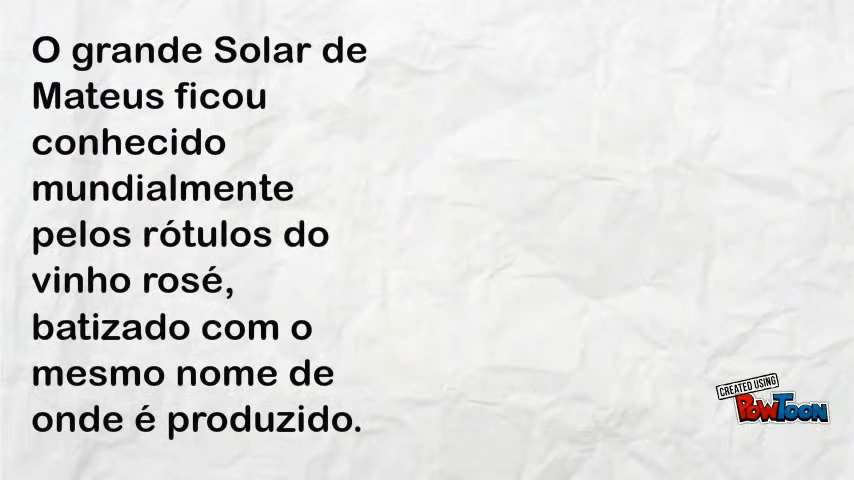 O grande Solar de
Mateus ficou
conhecido
mundialmente
pelos rótulos do
vinho rosé,
batizado com o
mesmo nome de
onde é produzido.
CREATED USING
PowToon